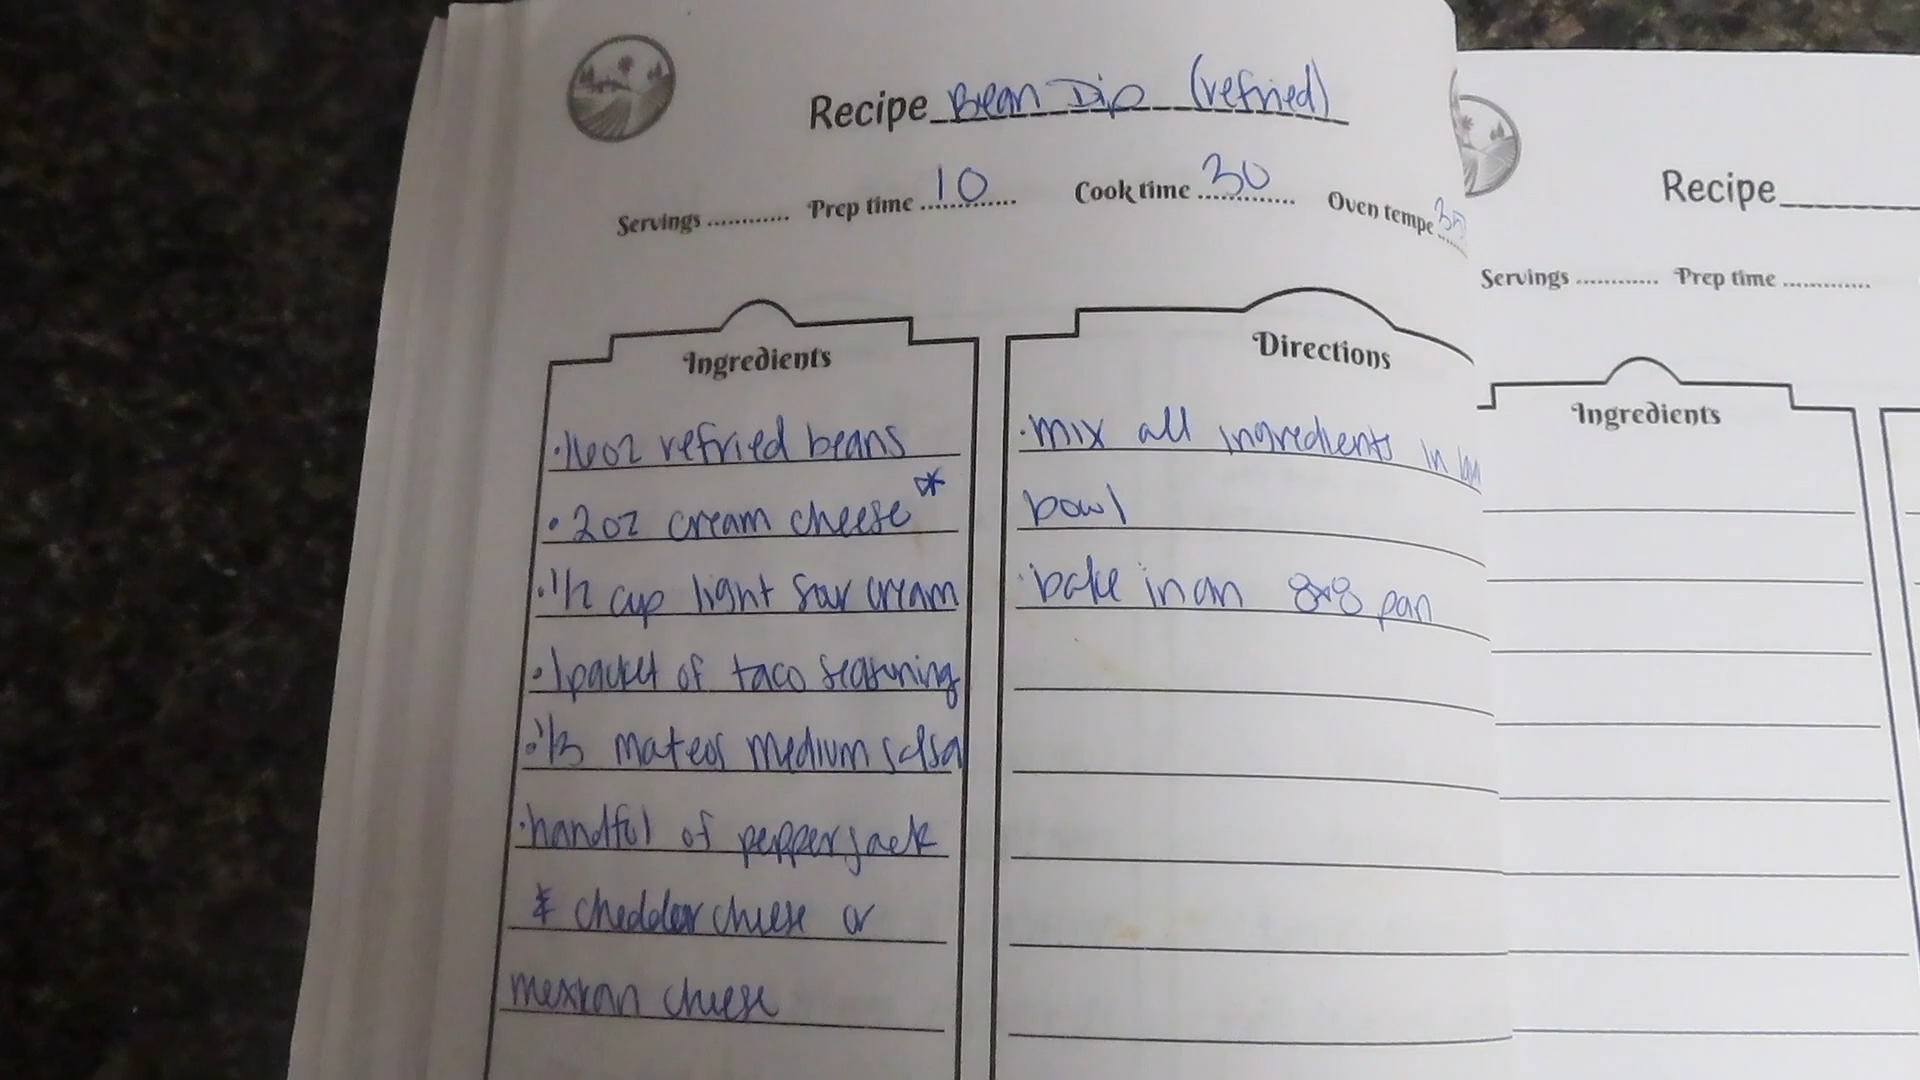 Recipe Bean Dip (refried)
Servings ............ Prep time 10 Cook time 30 Oven tempe
Ingredients
·16oz refried beans
·2oz cream cheese*
·1/2 cup light sour cream
·1 packet of taco seasoning
·1/3 mateos medium salsa
·handful of pepperjack
& cheddar cheese or
mexican cheese
Directions
·mix all ingredients in
bowl
·bake in an 8x8 pan
Recipe
Servings ............ Prep time .............
Ingredients